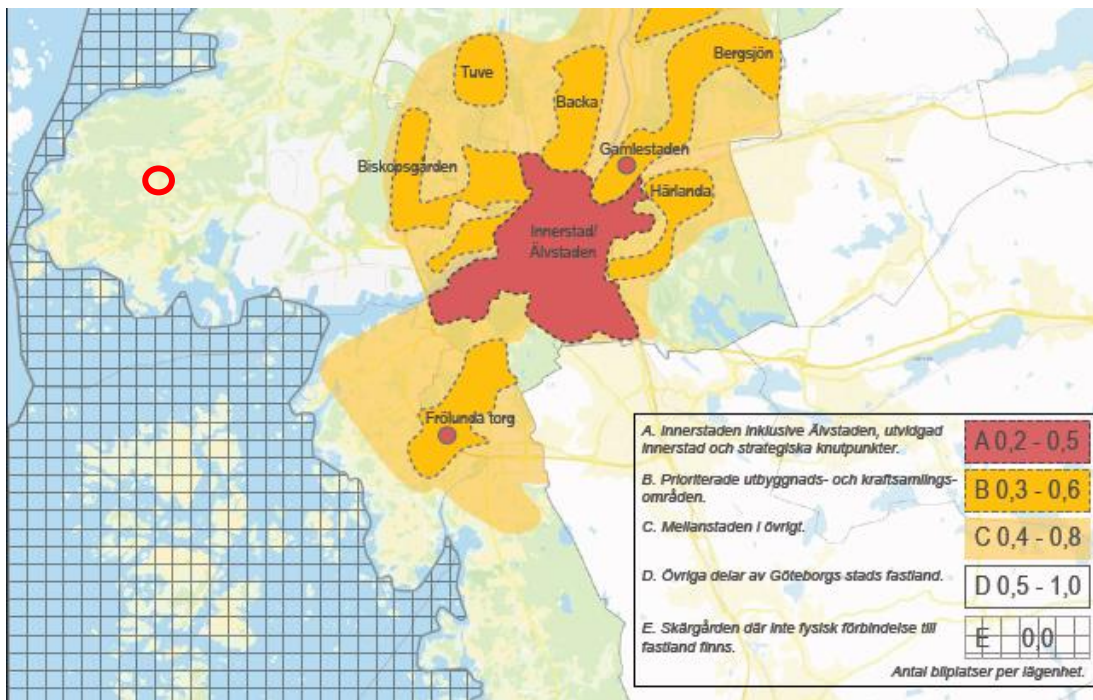 Bergsjön
Tuve
Backa
Gamlestaden
Biskopsgården
Härlanda
Innerstad/
Älvstaden
Frölunda torg
A. Innerstaden inklusive Älvstaden, utvidgad
innerstad och strategiska knutpunkter.
A 0,2 - 0,5
B. Prioriterade utbyggnads- och kraftsamlings-
områden.
B 0,3 - 0,6
C. Mellanstaden i övrigt.
C 0,4 - 0,8
D. Övriga delar av Göteborgs stads fastland.
D 0,5 - 1,0
E. Skärgården där inte fysisk förbindelse till
fastland finns.
E 0,0
Antal bilplatser per lägenhet.